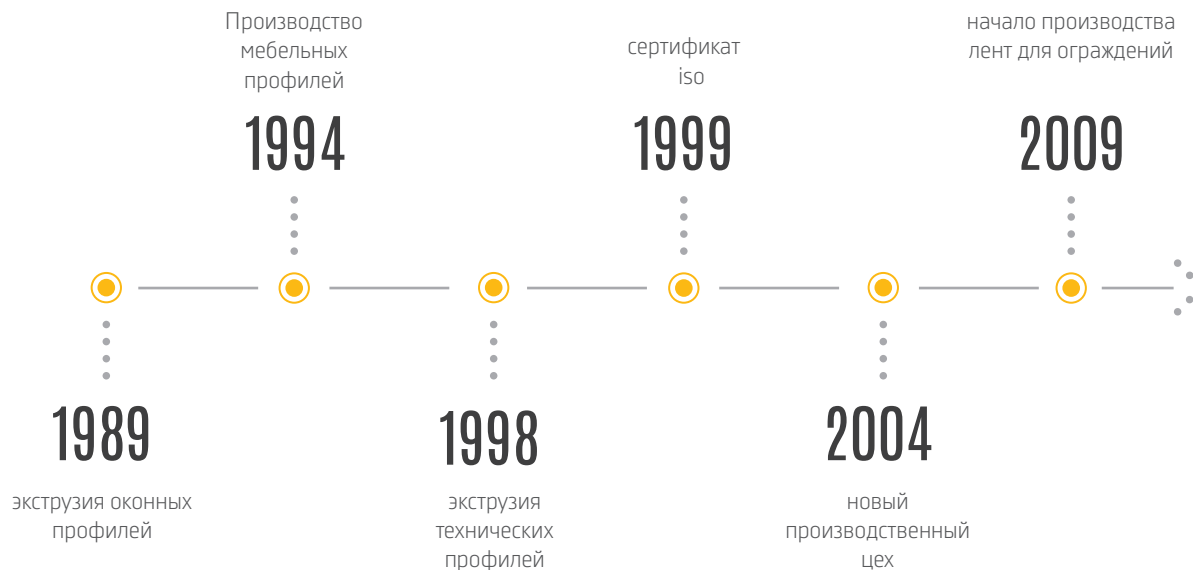 Производство
мебельных
профилей
1994
сертификат
iso
1999
начало производства
лент для ограждений
2009
1989
экструзия оконных
профилей
1998
экструзия
технических
профилей
2004
новый
производственный
цех